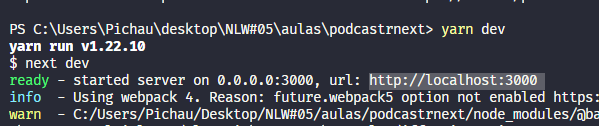 PS C:\Users\Pichau\desktop\NLW#05\aulas\podcastrnext> yarn dev
yarn run v1.22.10
$ next dev
ready - started server on 0.0.0.0:3000, url: http://localhost:3000
info - Using webpack 4. Reason: future.webpack5 option not enabled https:
warn - C:/Users/Pichau/Desktop/NLW#05/aulas/podcastrnext/node_modules/@ba